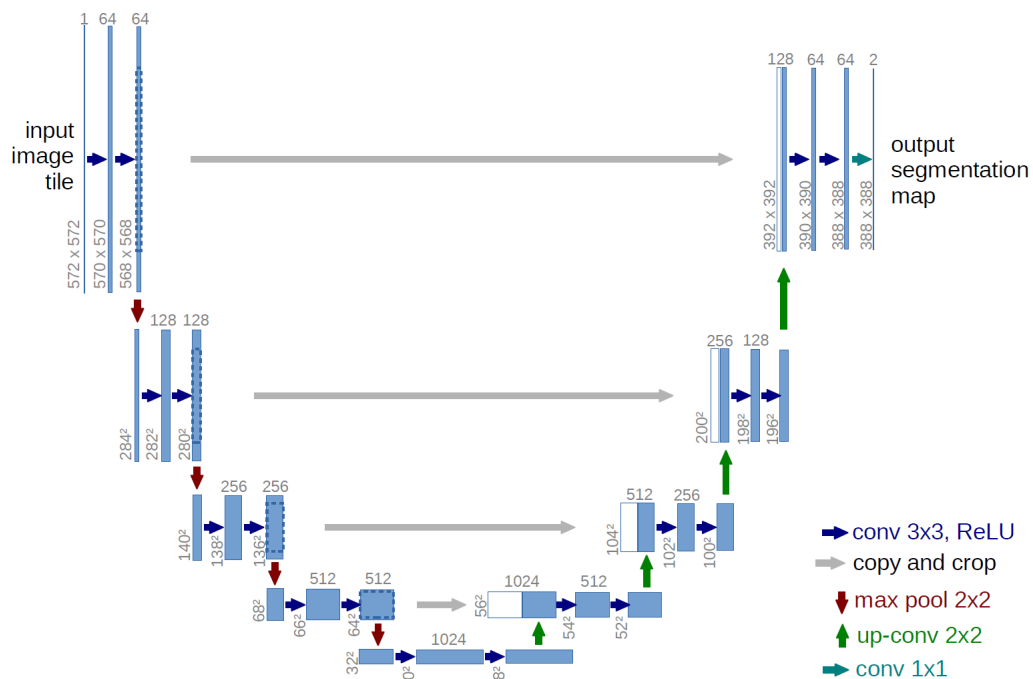 1 64 64
128 64 64 2
input
image
tile
output
segmentation
map
572 x 572
570 x 570
568 x 568
392 x 392
390 x 390
388 x 388
388 x 388
128 128
256 128
284²
282²
280²
200²
198²
196²
256 256
512 256
140²
138²
136²
104²
102²
100²
512 512
1024 512
68²
66²
64²
56²
54²
52²
1024
32²
0²
8²
conv 3x3, ReLU
copy and crop
max pool 2x2
up-conv 2x2
conv 1x1